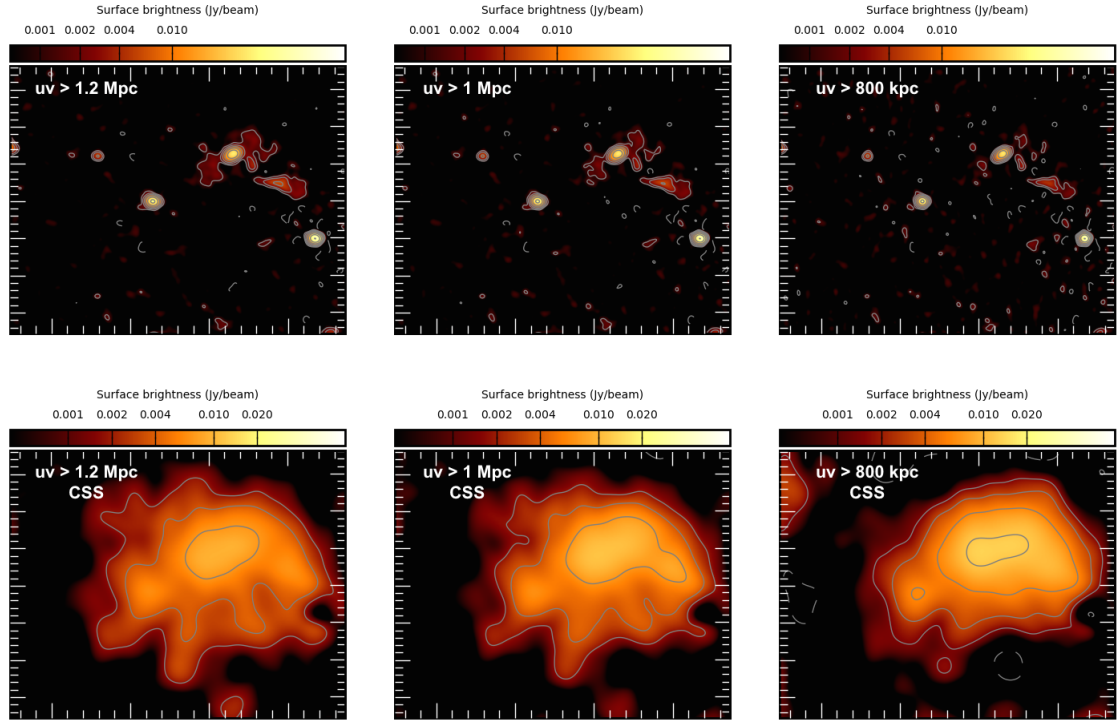 Surface brightness (Jy/beam) Surface brightness (Jy/beam) Surface brightness (Jy/beam)
0.001 0.002 0.004 0.010 0.001 0.002 0.004 0.010 0.001 0.002 0.004 0.010
uv > 1.2 Mpc uv > 1 Mpc uv > 800 kpc
Surface brightness (Jy/beam) Surface brightness (Jy/beam) Surface brightness (Jy/beam)
0.001 0.002 0.004 0.010 0.020 0.001 0.002 0.004 0.010 0.020 0.001 0.002 0.004 0.010 0.020
uv > 1.2 Mpc uv > 1 Mpc uv > 800 kpc
CSS CSS CSS